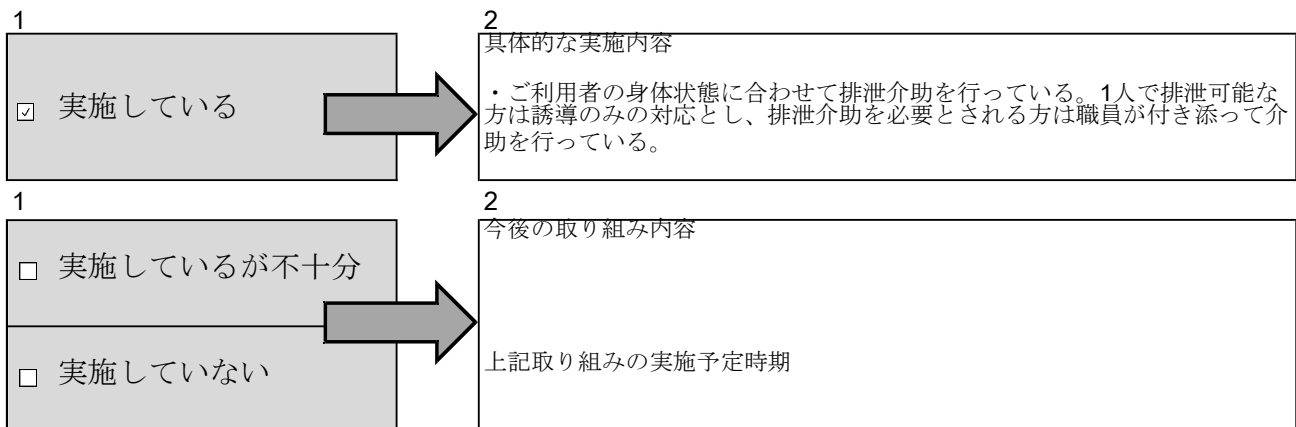 1
2
具体的な実施内容
☑ 実施している
・ご利用者の身体状態に合わせて排泄介助を行っている。1人で排泄可能な
方は誘導のみの対応とし、排泄介助を必要とされる方は職員が付き添って介
助を行っている。
1
2
今後の取り組み内容
□ 実施しているが不十分
□ 実施していない
上記取り組みの実施予定時期